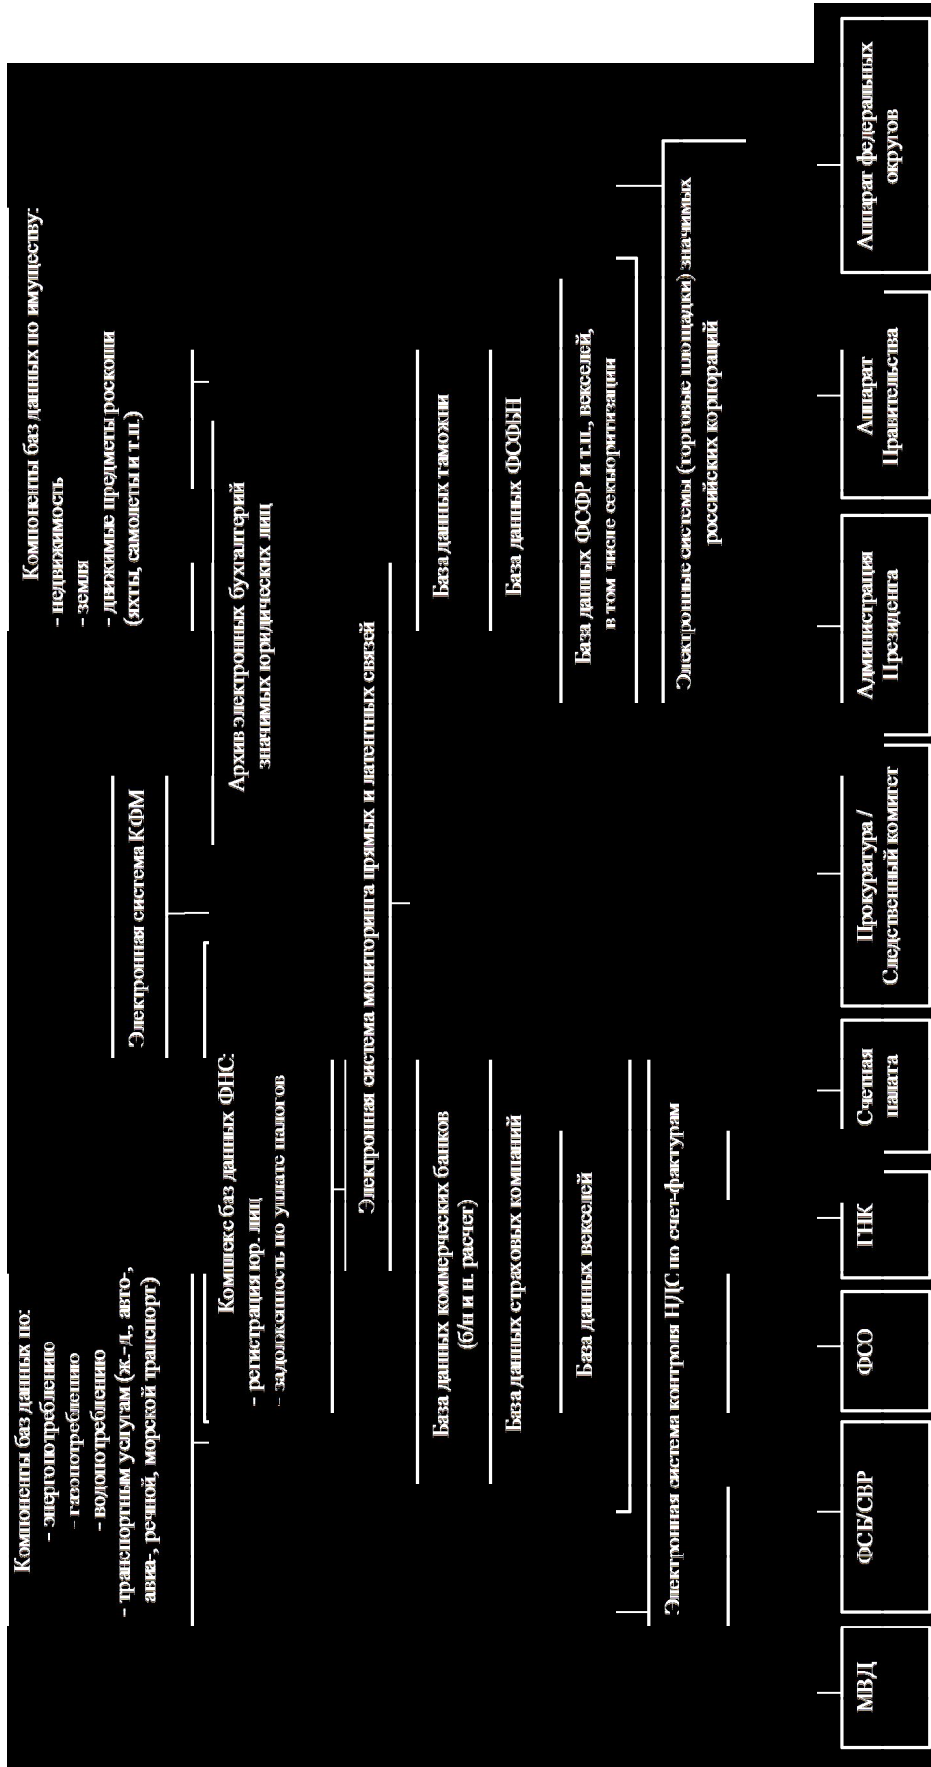 Компоненты баз данных по:
- энергопотреблению
- газопотреблению
- водопотреблению
- транспортным услугам (ж.-д., авто-,
авиа-, речной, морской транспорт)
Электронная система КФМ
Компоненты баз данных по имуществу:
- недвижимость
- земля
- движимые предметы роскоши
(яхты, самолеты и т.п.)
Комплекс баз данных ФНС:
- регистрация юр. лиц
- задолженность по уплате налогов
Архив электронных бухгалтерий
значимых юридических лиц
Электронная система мониторинга прямых и латентных связей
База данных коммерческих банков
(б/н и н. расчет)
База данных таможни
База данных страховых компаний
База данных ФСФБН
База данных векселей
База данных ФСФР и т.п., векселей,
в том числе секьюритизации
Электронная система контроля НДС по счет-фактурам
Электронные системы (торговые площадки) значимых
российских корпораций
МВД
ФСБ/СВР
ФСО
ГНК
Счетная
палата
Прокуратура /
Следственный комитет
Администрация
Президента
Аппарат
Правительства
Аппарат федеральных
округов